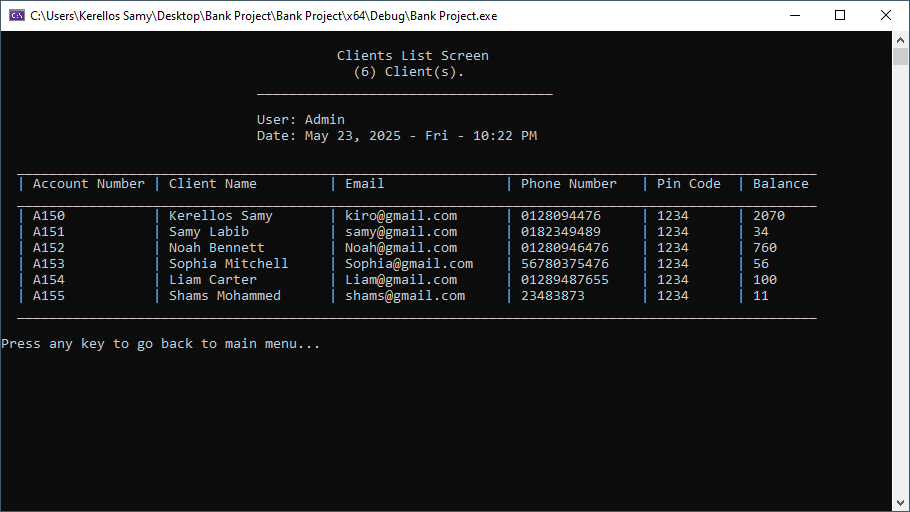 C:\Users\Kerellos Samy\Desktop\Bank Project\Bank Project\x64\Debug\Bank Project.exe
Clients List Screen
(6) Client(s).
_____________________________________
User: Admin
Date: May 23, 2025 - Fri - 10:22 PM
____________________________________________________________________________________________________
| Account Number | Client Name | Email | Phone Number | Pin Code | Balance
____________________________________________________________________________________________________
| A150 | Kerellos Samy | kiro@gmail.com | 0128094476 | 1234 | 2070
| A151 | Samy Labib | samy@gmail.com | 0182349489 | 1234 | 34
| A152 | Noah Bennett | Noah@gmail.com | 01280946476 | 1234 | 760
| A153 | Sophia Mitchell | Sophia@gmail.com | 56780375476 | 1234 | 56
| A154 | Liam Carter | Liam@gmail.com | 01289487655 | 1234 | 100
| A155 | Shams Mohammed | shams@gmail.com | 23483873 | 1234 | 11
____________________________________________________________________________________________________
Press any key to go back to main menu...